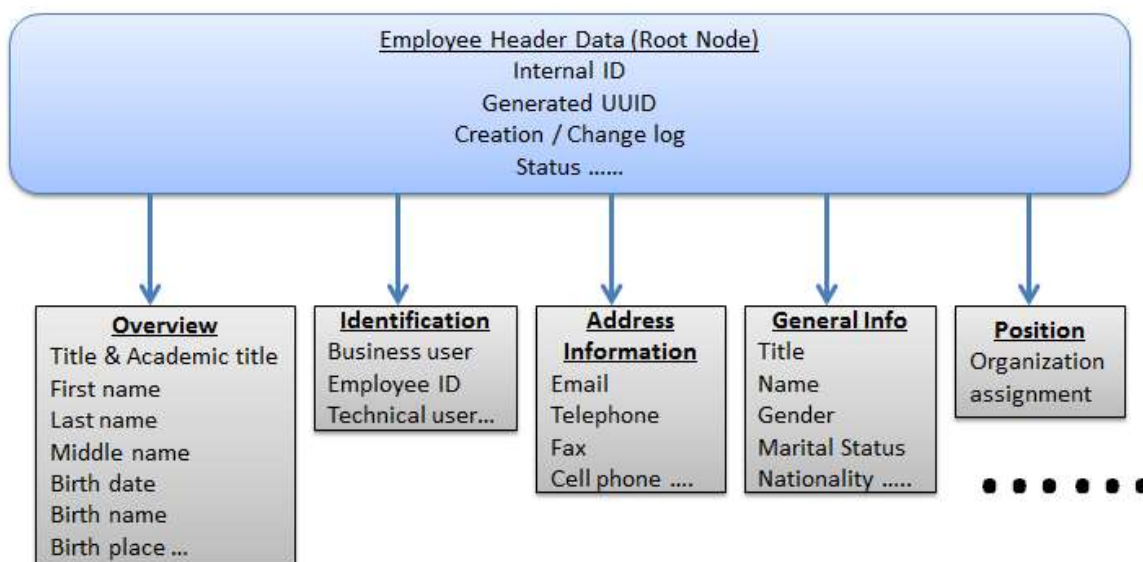 Employee Header Data (Root Node)
Internal ID
Generated UUID
Creation / Change log
Status ......
Overview
Title & Academic title
First name
Last name
Middle name
Birth date
Birth name
Birth place ...
Identification
Business user
Employee ID
Technical user...
Address
Information
Email
Telephone
Fax
Cell phone ....
General Info
Title
Name
Gender
Marital Status
Nationality .....
Position
Organization
assignment